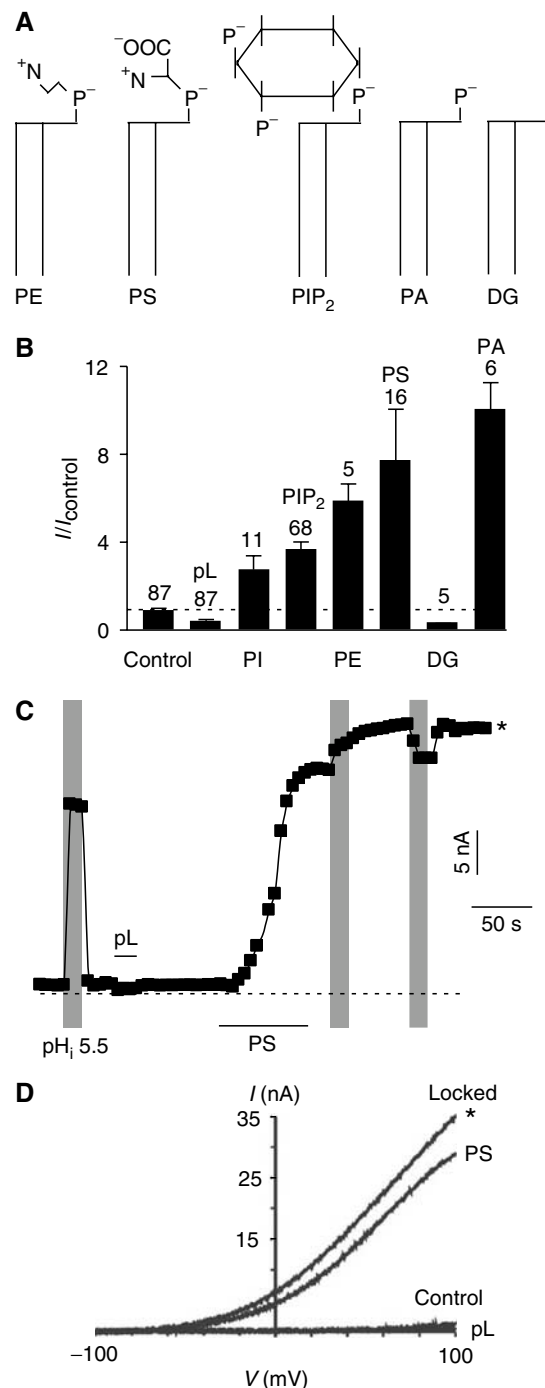 A
⁻OOC
⁺N
P⁻
⁺N
P⁻
P⁻
P⁻
P⁻
P⁻
PE
PS
PIP₂
PA
DG
B
12
8
4
0
I/Icontrol
87
pL
87
11
PIP₂
68
5
PS
16
5
PA
6
Control
PI
PE
DG
C
*
5 nA
50 s
pL
pHᵢ 5.5
PS
D
I (nA)
Locked
*
35
PS
25
15
Control
pL
−100
100
V (mV)